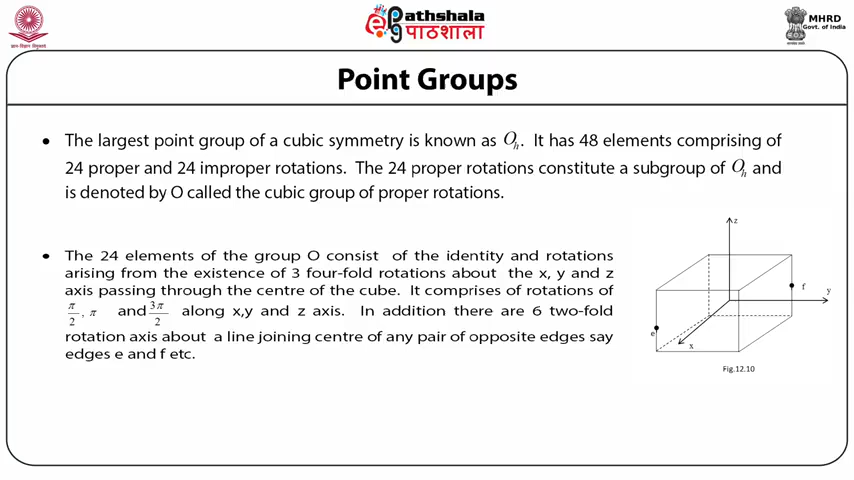 ज्ञान-विज्ञान विमुक्तये
Pathshala
पाठशाला
MHRD
Govt. of India
Point Groups
• The largest point group of a cubic symmetry is known as Oₕ. It has 48 elements comprising of
24 proper and 24 improper rotations. The 24 proper rotations constitute a subgroup of Oₕ and
is denoted by O called the cubic group of proper rotations.
• The 24 elements of the group O consist of the identity and rotations
arising from the existence of 3 four-fold rotations about the x, y and z
axis passing through the centre of the cube. It comprises of rotations of
π/2, π and 3π/2 along x,y and z axis. In addition there are 6 two-fold
rotation axis about a line joining centre of any pair of opposite edges say
edges e and f etc.
z
f
y
e
x
Fig.12.10